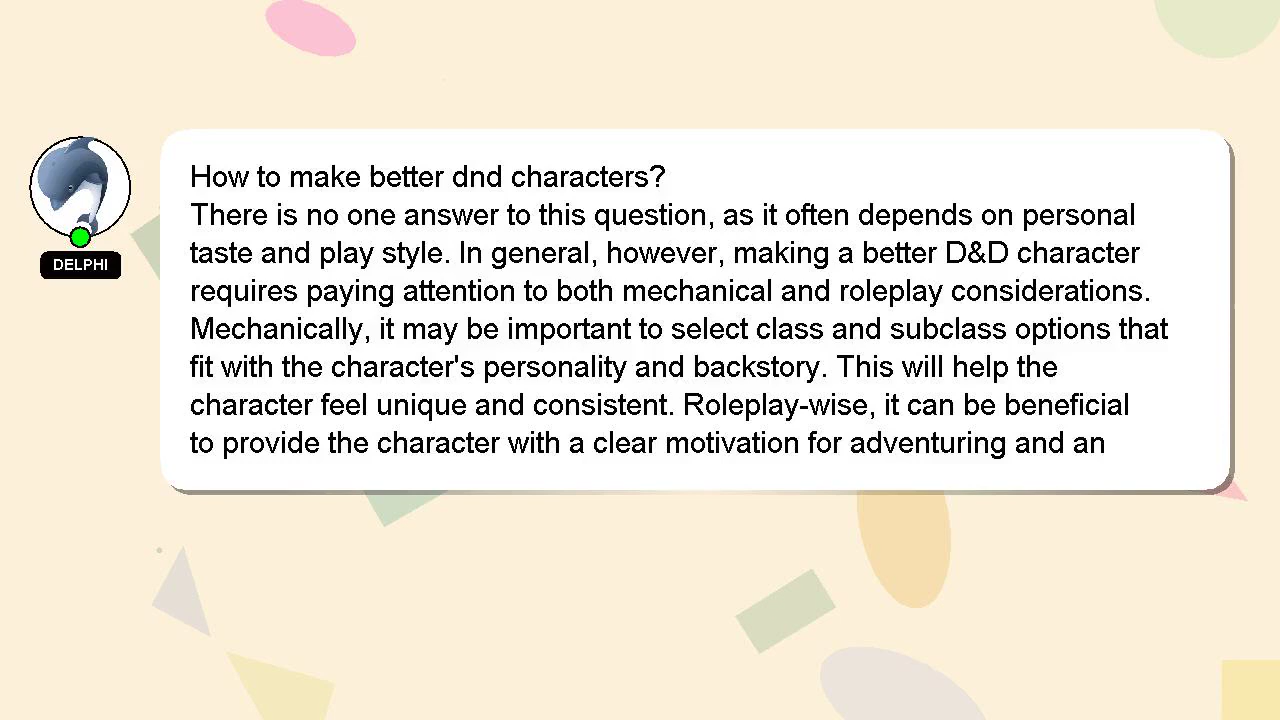 How to make better dnd characters?
There is no one answer to this question, as it often depends on personal
taste and play style. In general, however, making a better D&D character
requires paying attention to both mechanical and roleplay considerations.
Mechanically, it may be important to select class and subclass options that
fit with the character's personality and backstory. This will help the
character feel unique and consistent. Roleplay-wise, it can be beneficial
to provide the character with a clear motivation for adventuring and an
DELPHI